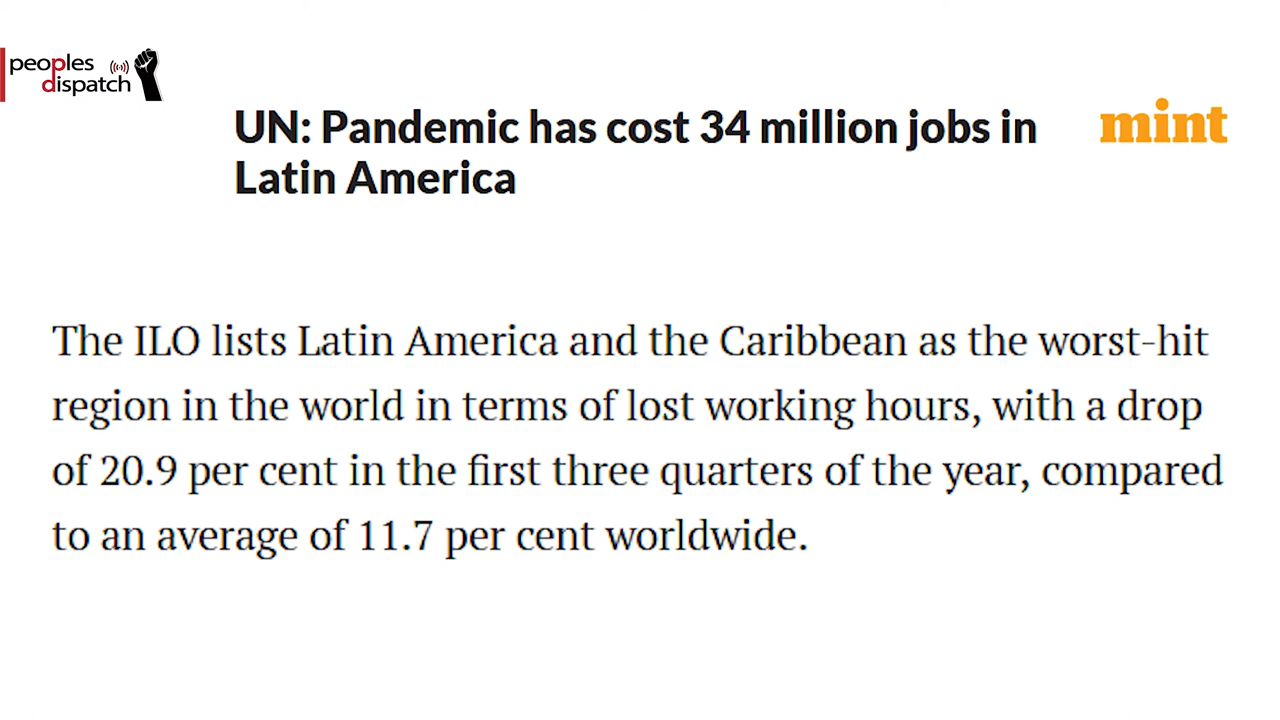 peoples
dispatch
UN: Pandemic has cost 34 million jobs in
Latin America
mint
The ILO lists Latin America and the Caribbean as the worst-hit
region in the world in terms of lost working hours, with a drop
of 20.9 per cent in the first three quarters of the year, compared
to an average of 11.7 per cent worldwide.